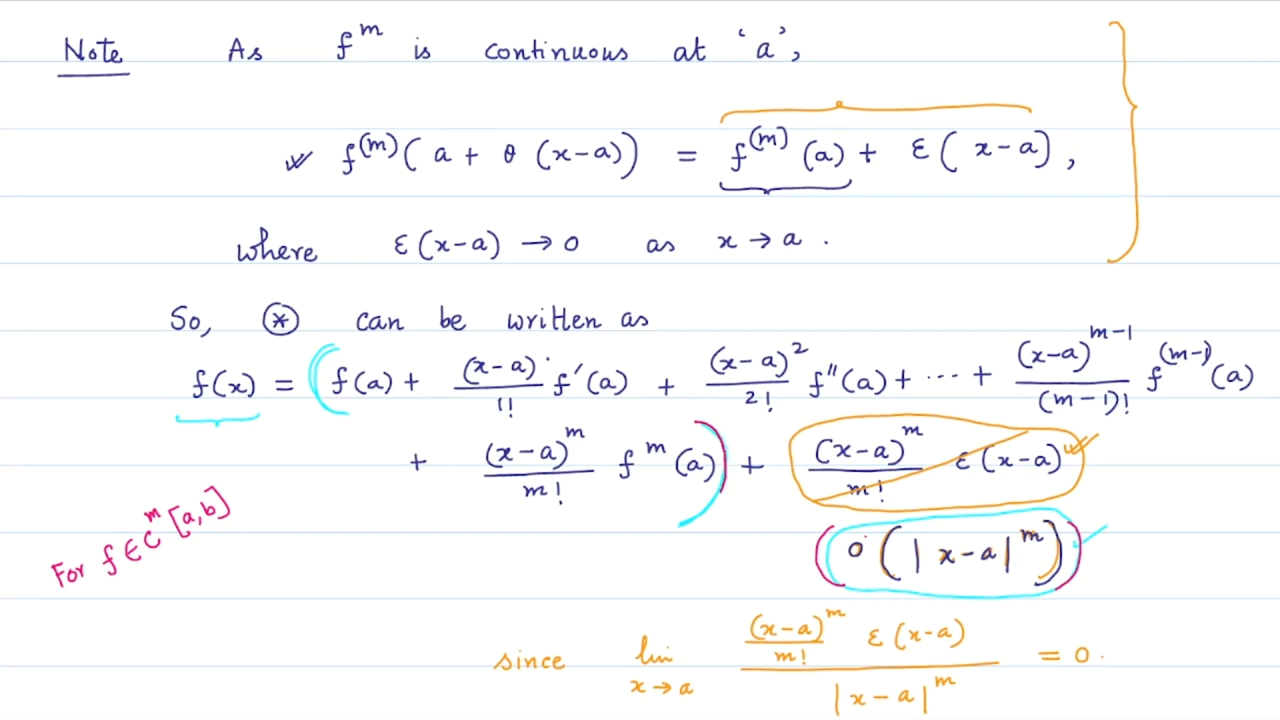 Note As f^m is continuous at 'a',
f^(m)(a + θ(x-a)) = f^(m)(a) + ε(x-a),
where ε(x-a) → 0 as x → a.
So, ⊛ can be written as
f(x) = (f(a) + (x-a)/1! f'(a) + (x-a)^2/2! f''(a) + ··· + (x-a)^(m-1)/(m-1)! f^(m-1)(a)
+ (x-a)^m/m! f^m(a)) + (x-a)^m/m! ε(x-a)
For f ∈ C^m[a,b]
(o(|x-a|^m))
since lim x→a ((x-a)^m/m! ε(x-a))/|x-a|^m = 0.